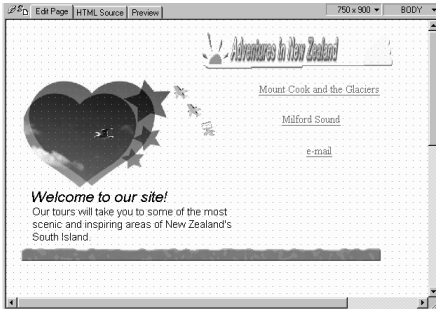 Edit Page HTML Source Preview 750 x 900 BODY
Adventures in New Zealand
Mount Cook and the Glaciers
Milford Sound
e-mail
Welcome to our site!
Our tours will take you to some of the most
scenic and inspiring areas of New Zealand's
South Island.